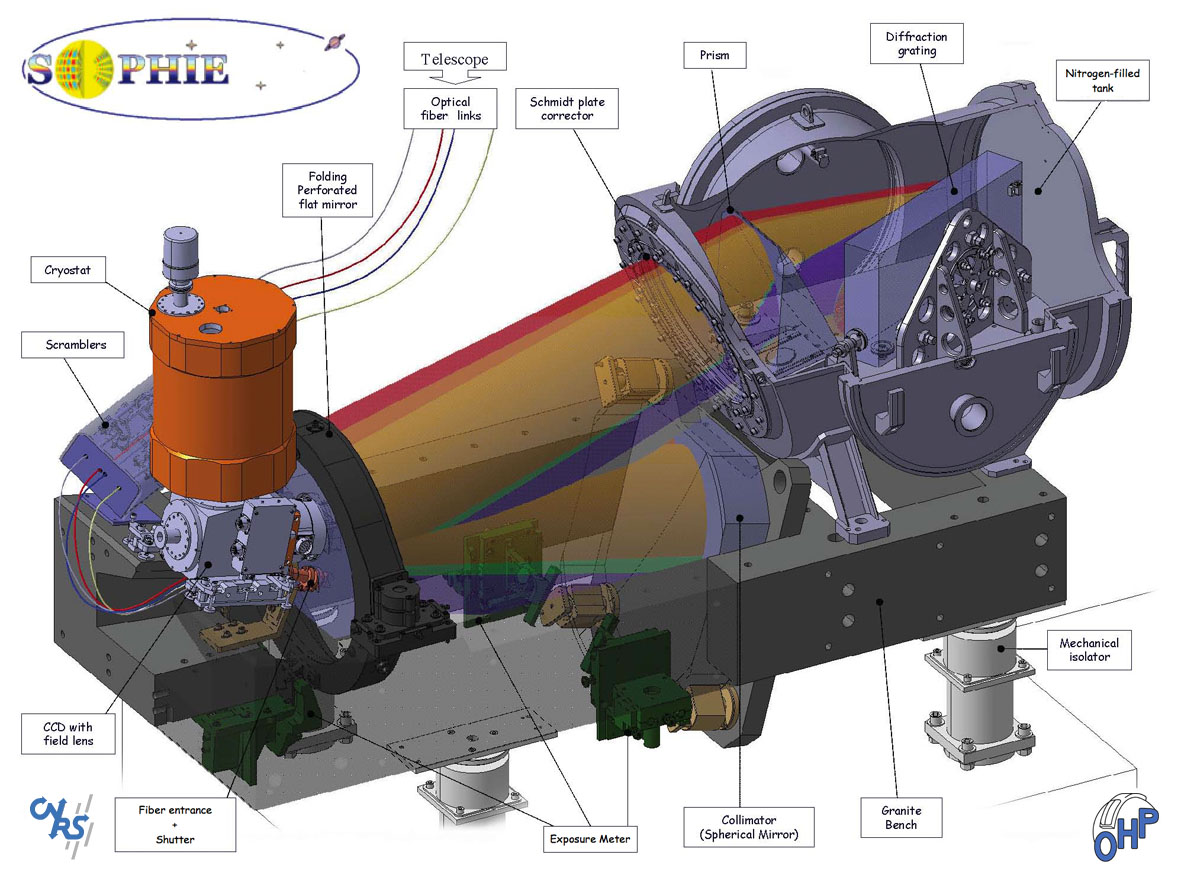 SOPHIE
Telescope
Optical
fiber links
Prism
Diffraction
grating
Nitrogen-filled
tank
Schmidt plate
corrector
Folding
Perforated
flat mirror
Cryostat
Scramblers
CCD with
field lens
Fiber entrance
+
Shutter
Exposure Meter
Collimator
(Spherical Mirror)
Granite
Bench
Mechanical
isolator
CNRS
OHP